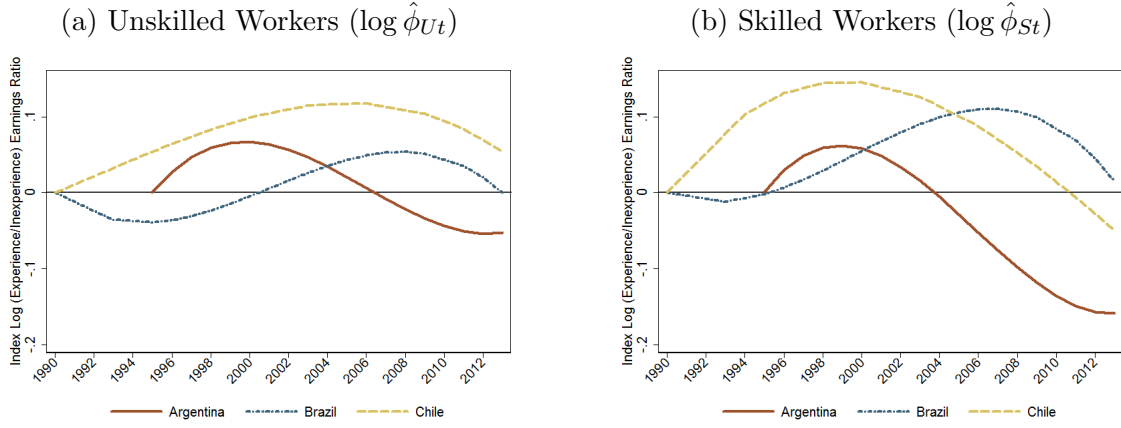 (a) Unskilled Workers (log φ̂_Ut)
Index Log (Experience/Inexperience) Earnings Ratio
.1
0
-.1
-.2
1990 1992 1994 1996 1998 2000 2002 2004 2006 2008 2010 2012
Argentina Brazil Chile
(b) Skilled Workers (log φ̂_St)
Index Log (Experience/Inexperience) Earnings Ratio
.1
0
-.1
-.2
1990 1992 1994 1996 1998 2000 2002 2004 2006 2008 2010 2012
Argentina Brazil Chile